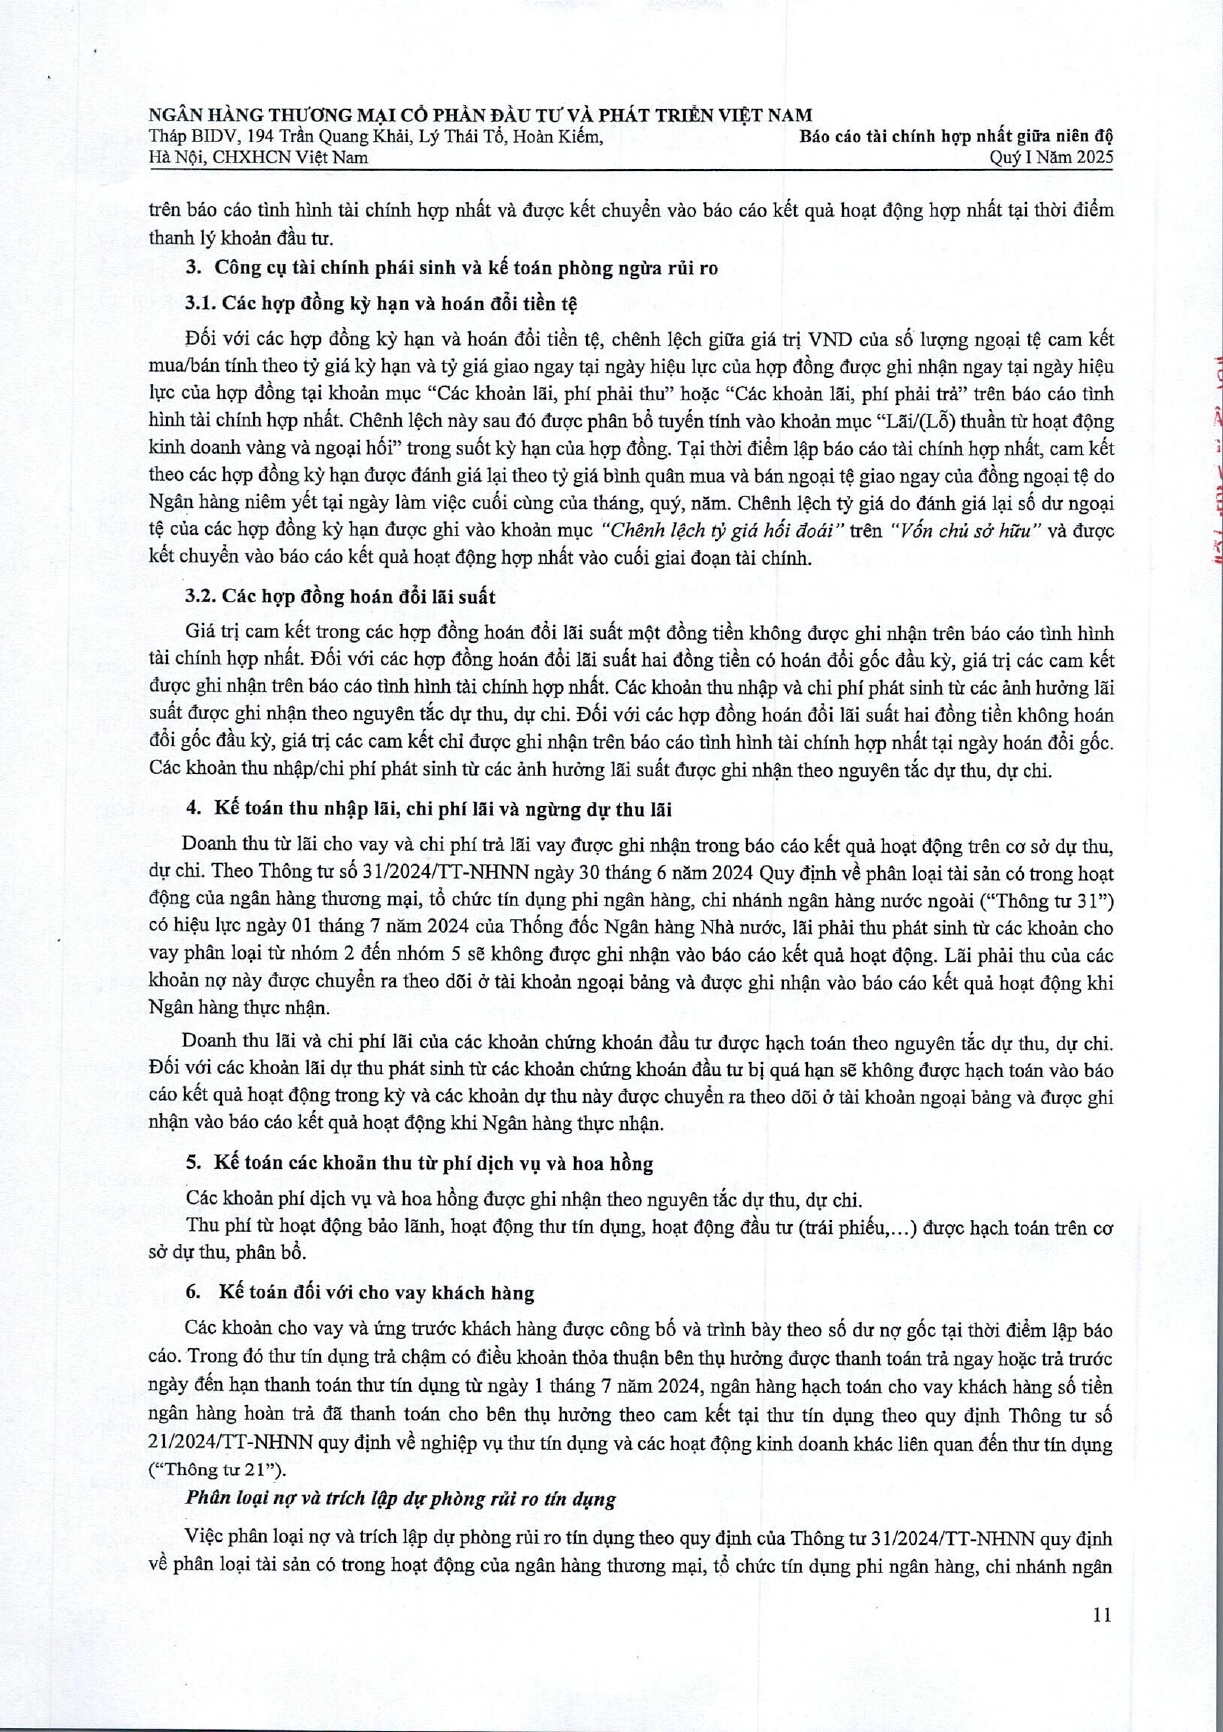 NGÂN HÀNG THƯƠNG MẠI CỔ PHẦN ĐẦU TƯ VÀ PHÁT TRIỂN VIỆT NAM
Tháp BIDV, 194 Trần Quang Khải, Lý Thái Tổ, Hoàn Kiếm, Báo cáo tài chính hợp nhất giữa niên độ
Hà Nội, CHXHCN Việt Nam Quý I Năm 2025
trên báo cáo tình hình tài chính hợp nhất và được kết chuyển vào báo cáo kết quả hoạt động hợp nhất tại thời điểm
thanh lý khoản đầu tư.
3. Công cụ tài chính phái sinh và kế toán phòng ngừa rủi ro
3.1. Các hợp đồng kỳ hạn và hoán đổi tiền tệ
Đối với các hợp đồng kỳ hạn và hoán đổi tiền tệ, chênh lệch giữa giá trị VND của số lượng ngoại tệ cam kết
mua/bán tính theo tỷ giá kỳ hạn và tỷ giá giao ngay tại ngày hiệu lực của hợp đồng được ghi nhận ngay tại ngày hiệu
lực của hợp đồng tại khoản mục “Các khoản lãi, phí phải thu” hoặc “Các khoản lãi, phí phải trả” trên báo cáo tình
hình tài chính hợp nhất. Chênh lệch này sau đó được phân bổ tuyến tính vào khoản mục “Lãi/(Lỗ) thuần từ hoạt động
kinh doanh vàng và ngoại hối” trong suốt kỳ hạn của hợp đồng. Tại thời điểm lập báo cáo tài chính hợp nhất, cam kết
theo các hợp đồng kỳ hạn được đánh giá lại theo tỷ giá bình quân mua và bán ngoại tệ giao ngay của đồng ngoại tệ do
Ngân hàng niêm yết tại ngày làm việc cuối cùng của tháng, quý, năm. Chênh lệch tỷ giá do đánh giá lại số dư ngoại
tệ của các hợp đồng kỳ hạn được ghi vào khoản mục “Chênh lệch tỷ giá hối đoái” trên “Vốn chủ sở hữu” và được
kết chuyển vào báo cáo kết quả hoạt động hợp nhất vào cuối giai đoạn tài chính.
3.2. Các hợp đồng hoán đổi lãi suất
Giá trị cam kết trong các hợp đồng hoán đổi lãi suất một đồng tiền không được ghi nhận trên báo cáo tình hình
tài chính hợp nhất. Đối với các hợp đồng hoán đổi lãi suất hai đồng tiền có hoán đổi gốc đầu kỳ, giá trị các cam kết
được ghi nhận trên báo cáo tình hình tài chính hợp nhất. Các khoản thu nhập và chi phí phát sinh từ các ảnh hưởng lãi
suất được ghi nhận theo nguyên tắc dự thu, dự chi. Đối với các hợp đồng hoán đổi lãi suất hai đồng tiền không hoán
đổi gốc đầu kỳ, giá trị các cam kết chỉ được ghi nhận trên báo cáo tình hình tài chính hợp nhất tại ngày hoán đổi gốc.
Các khoản thu nhập/chi phí phát sinh từ các ảnh hưởng lãi suất được ghi nhận theo nguyên tắc dự thu, dự chi.
4. Kế toán thu nhập lãi, chi phí lãi và ngừng dự thu lãi
Doanh thu từ lãi cho vay và chi phí trả lãi vay được ghi nhận trong báo cáo kết quả hoạt động trên cơ sở dự thu,
dự chi. Theo Thông tư số 31/2024/TT-NHNN ngày 30 tháng 6 năm 2024 Quy định về phân loại tài sản có trong hoạt
động của ngân hàng thương mại, tổ chức tín dụng phi ngân hàng, chi nhánh ngân hàng nước ngoài (“Thông tư 31”)
có hiệu lực ngày 01 tháng 7 năm 2024 của Thống đốc Ngân hàng Nhà nước, lãi phải thu phát sinh từ các khoản cho
vay phân loại từ nhóm 2 đến nhóm 5 sẽ không được ghi nhận vào báo cáo kết quả hoạt động. Lãi phải thu của các
khoản nợ này được chuyển ra theo dõi ở tài khoản ngoại bảng và được ghi nhận vào báo cáo kết quả hoạt động khi
Ngân hàng thực nhận.
Doanh thu lãi và chi phí lãi của các khoản chứng khoán đầu tư được hạch toán theo nguyên tắc dự thu, dự chi.
Đối với các khoản lãi dự thu phát sinh từ các khoản chứng khoán đầu tư bị quá hạn sẽ không được hạch toán vào báo
cáo kết quả hoạt động trong kỳ và các khoản dự thu này được chuyển ra theo dõi ở tài khoản ngoại bảng và được ghi
nhận vào báo cáo kết quả hoạt động khi Ngân hàng thực nhận.
5. Kế toán các khoản thu từ phí dịch vụ và hoa hồng
Các khoản phí dịch vụ và hoa hồng được ghi nhận theo nguyên tắc dự thu, dự chi.
Thu phí từ hoạt động bảo lãnh, hoạt động thư tín dụng, hoạt động đầu tư (trái phiếu,…) được hạch toán trên cơ
sở dự thu, phân bổ.
6. Kế toán đối với cho vay khách hàng
Các khoản cho vay và ứng trước khách hàng được công bố và trình bày theo số dư nợ gốc tại thời điểm lập báo
cáo. Trong đó thư tín dụng trả chậm có điều khoản thỏa thuận bên thụ hưởng được thanh toán trả ngay hoặc trả trước
ngày đến hạn thanh toán thư tín dụng từ ngày 1 tháng 7 năm 2024, ngân hàng hạch toán cho vay khách hàng số tiền
ngân hàng hoàn trả đã thanh toán cho bên thụ hưởng theo cam kết tại thư tín dụng theo quy định Thông tư số
21/2024/TT-NHNN quy định về nghiệp vụ thư tín dụng và các hoạt động kinh doanh khác liên quan đến thư tín dụng
(“Thông tư 21”).
Phân loại nợ và trích lập dự phòng rủi ro tín dụng
Việc phân loại nợ và trích lập dự phòng rủi ro tín dụng theo quy định của Thông tư 31/2024/TT-NHNN quy định
về phân loại tài sản có trong hoạt động của ngân hàng thương mại, tổ chức tín dụng phi ngân hàng, chi nhánh ngân
11